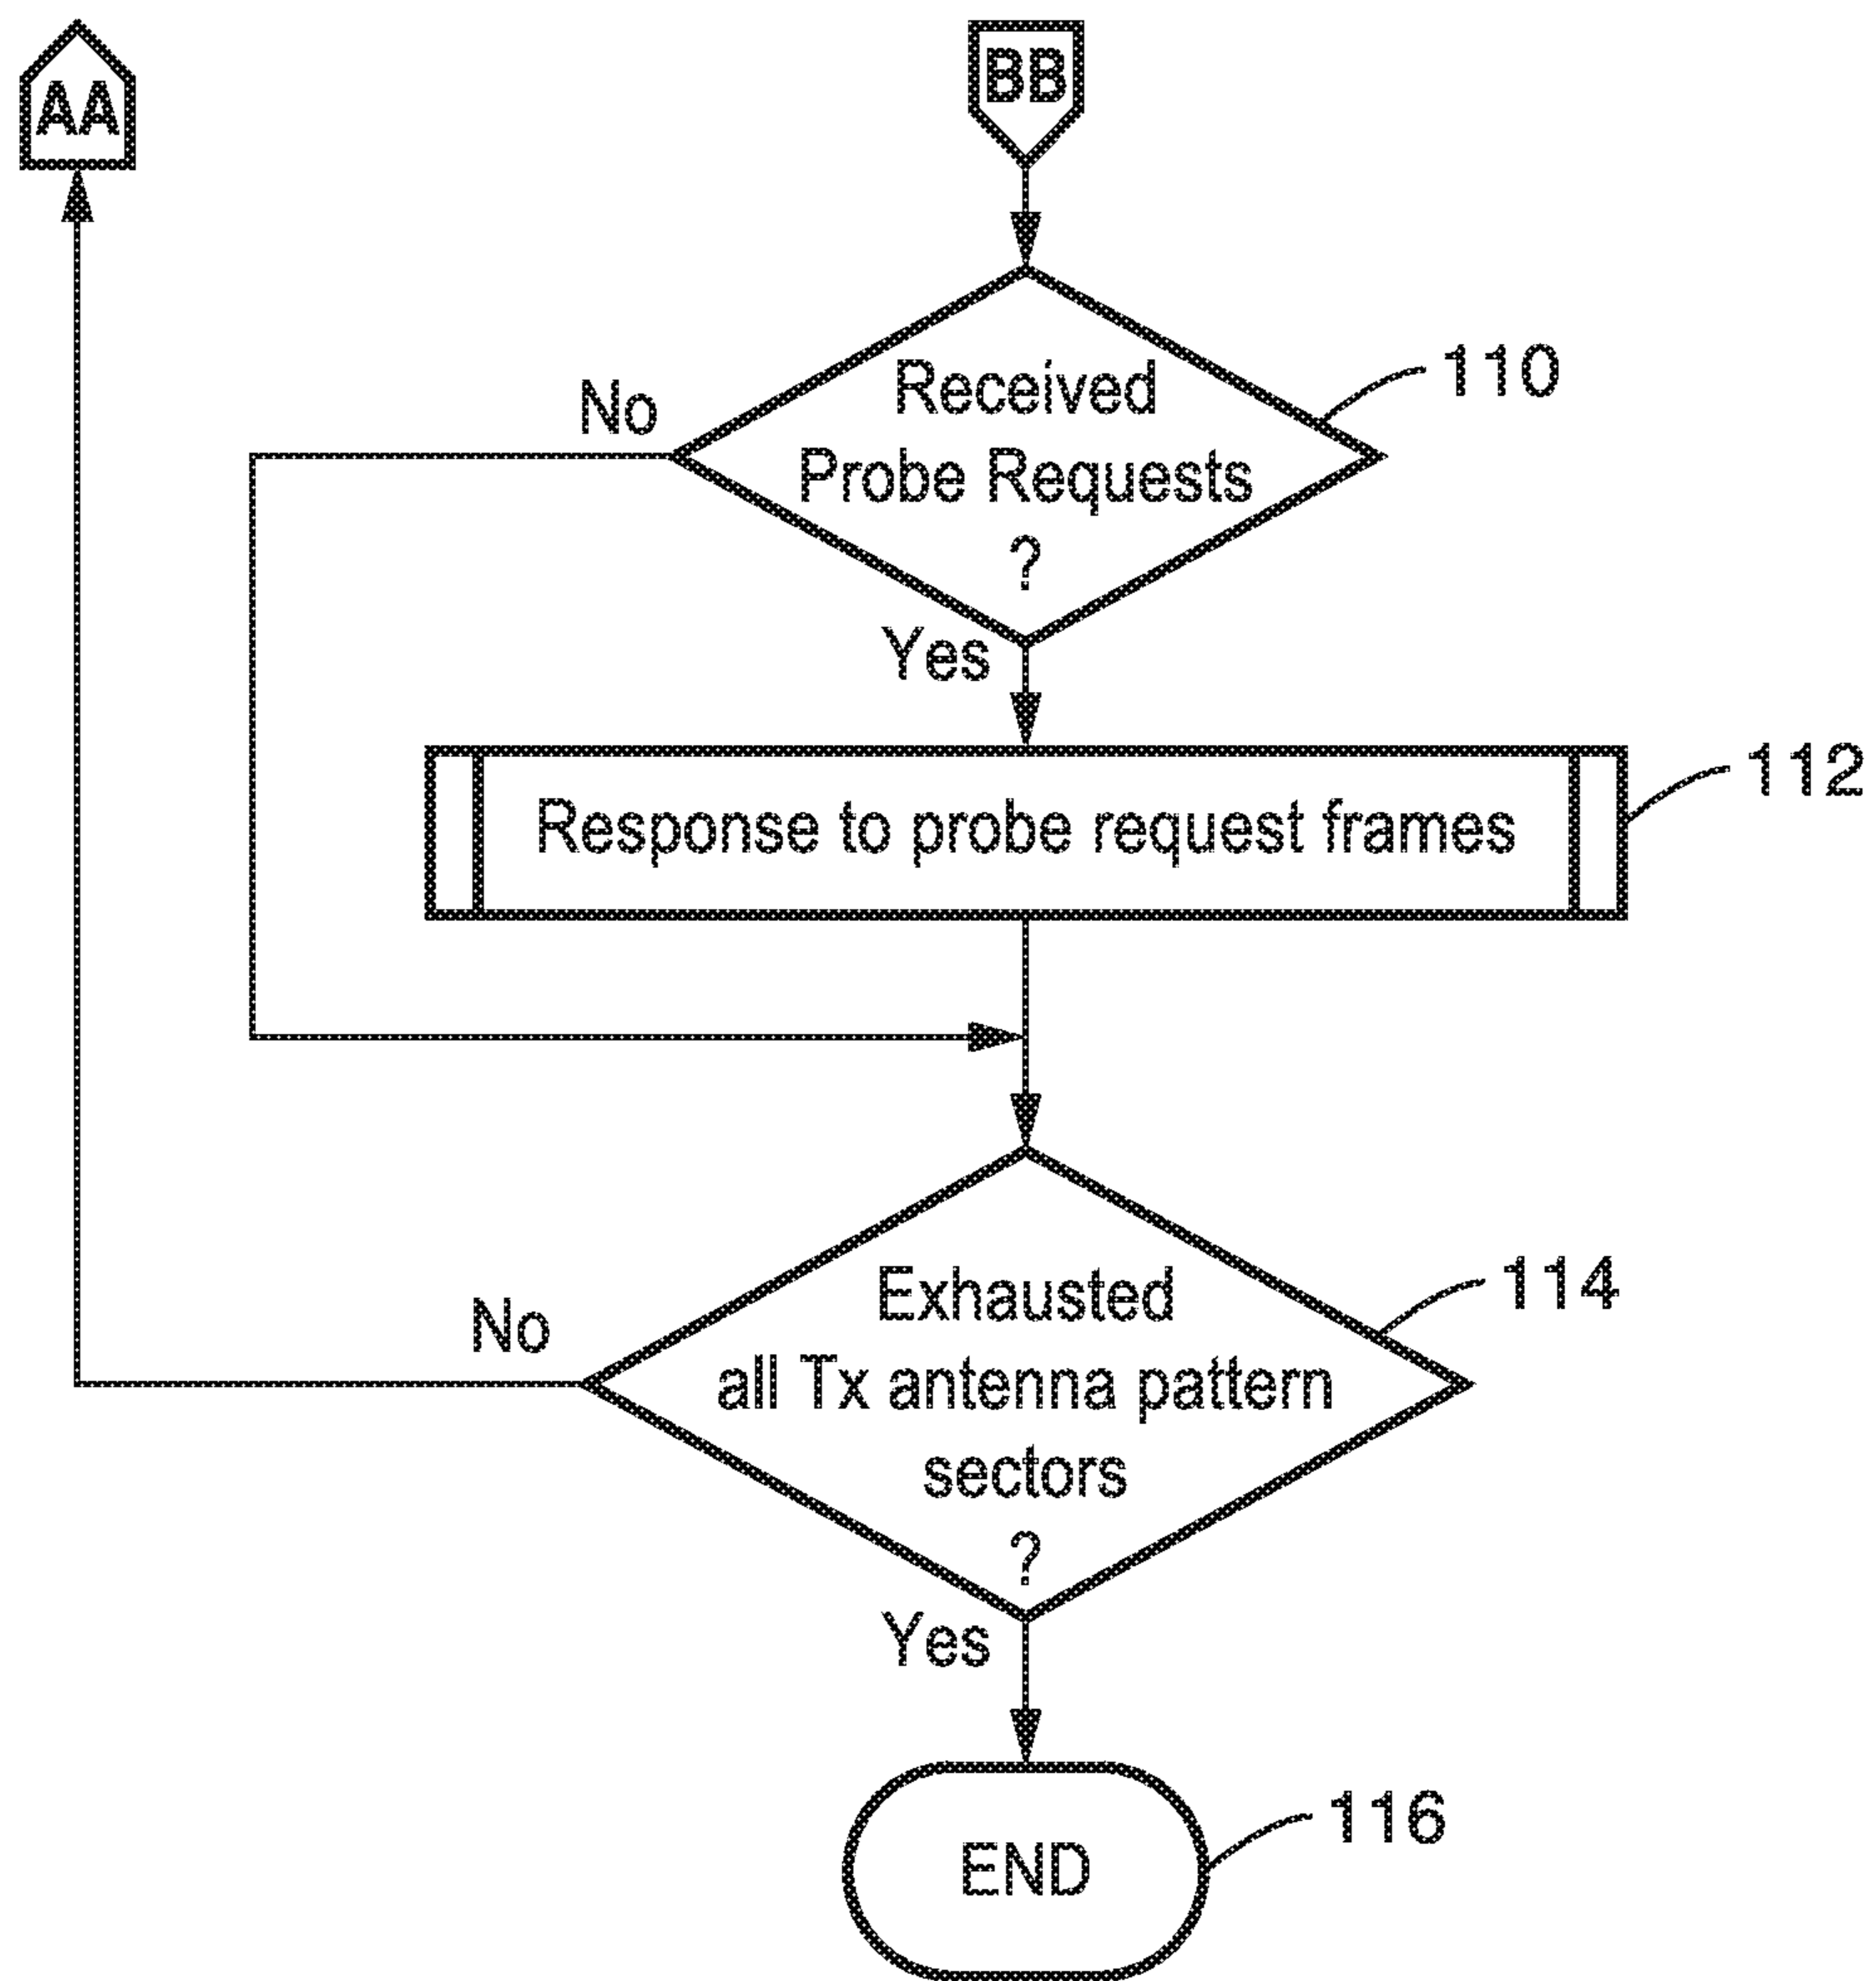 AA
BB
Received
Probe Requests
?
110
No
Yes
Response to probe request frames
112
Exhausted
all Tx antenna pattern
sectors
?
114
No
Yes
END
116